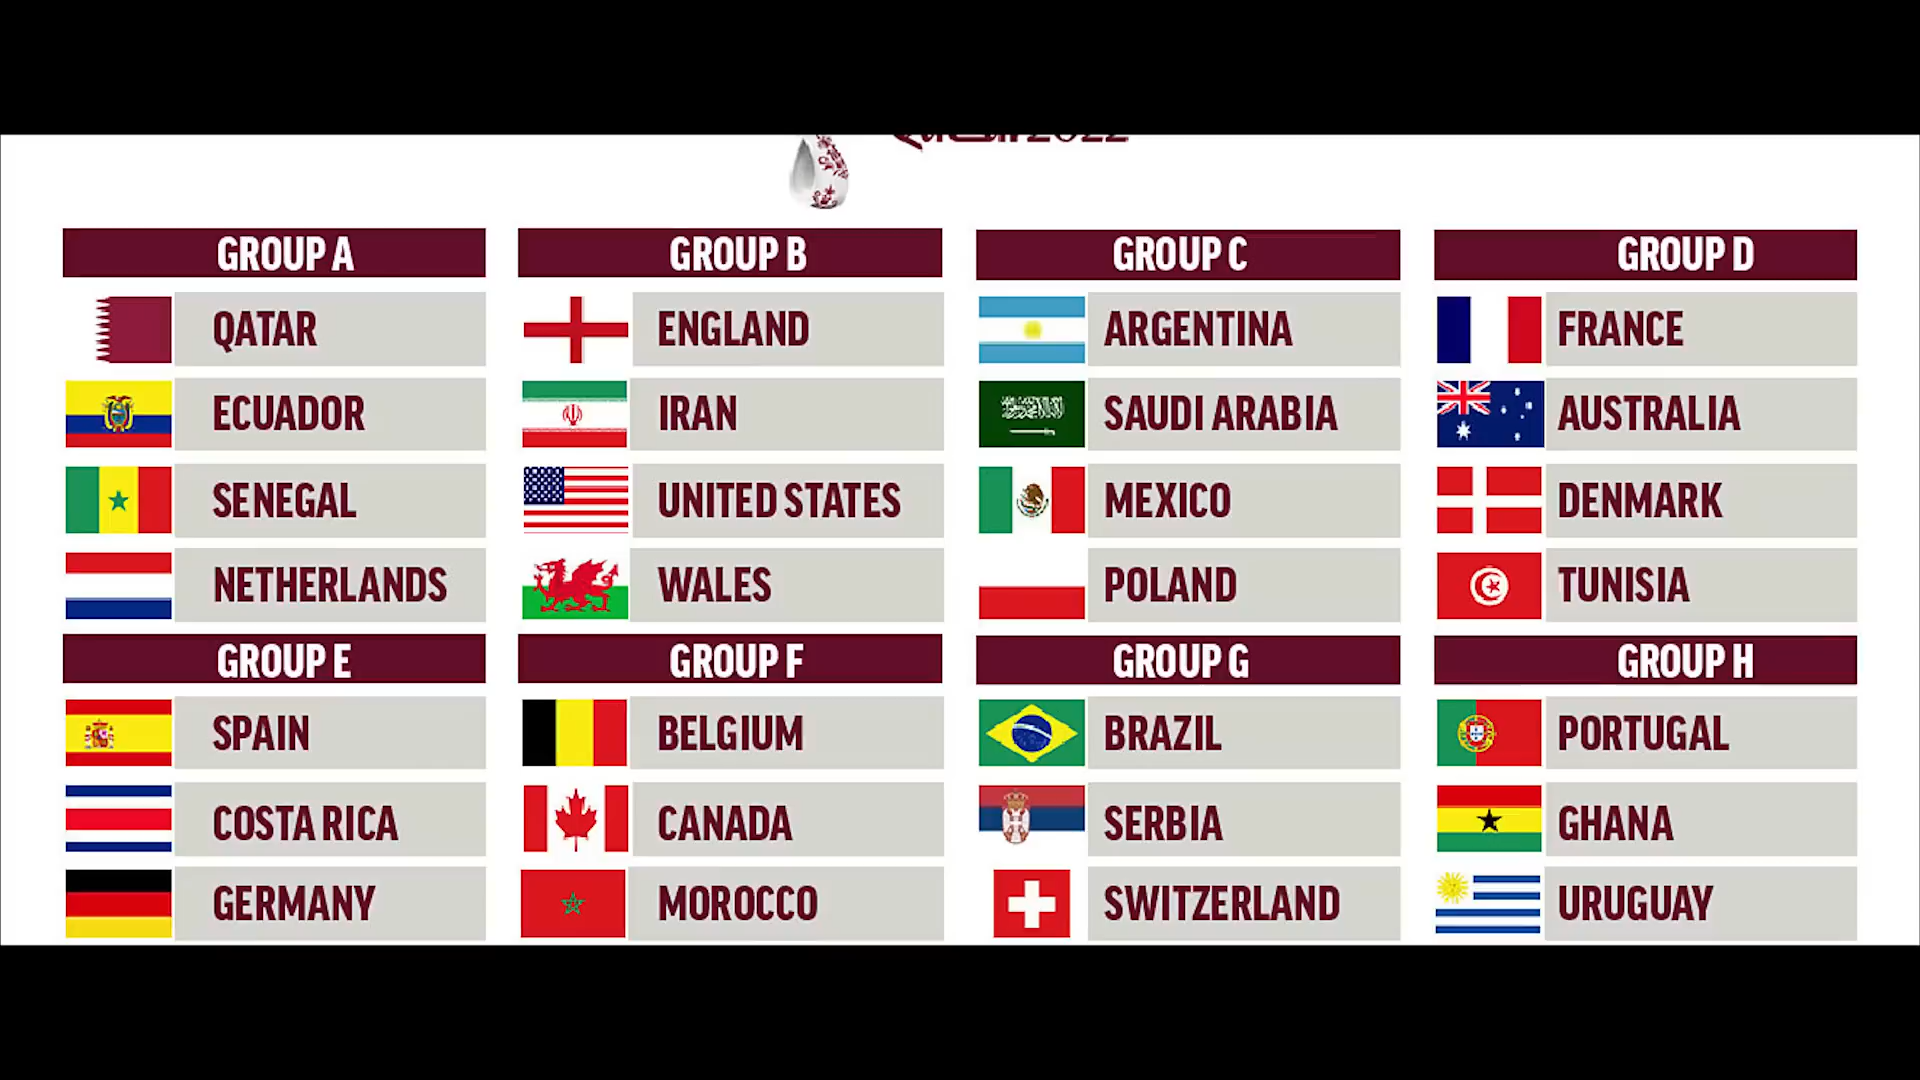 Qatar2022
GROUP A
QATAR
ECUADOR
SENEGAL
NETHERLANDS
GROUP B
ENGLAND
IRAN
UNITED STATES
WALES
GROUP C
ARGENTINA
SAUDI ARABIA
MEXICO
POLAND
GROUP D
FRANCE
AUSTRALIA
DENMARK
TUNISIA
GROUP E
SPAIN
COSTA RICA
GERMANY
GROUP F
BELGIUM
CANADA
MOROCCO
GROUP G
BRAZIL
SERBIA
SWITZERLAND
GROUP H
PORTUGAL
GHANA
URUGUAY